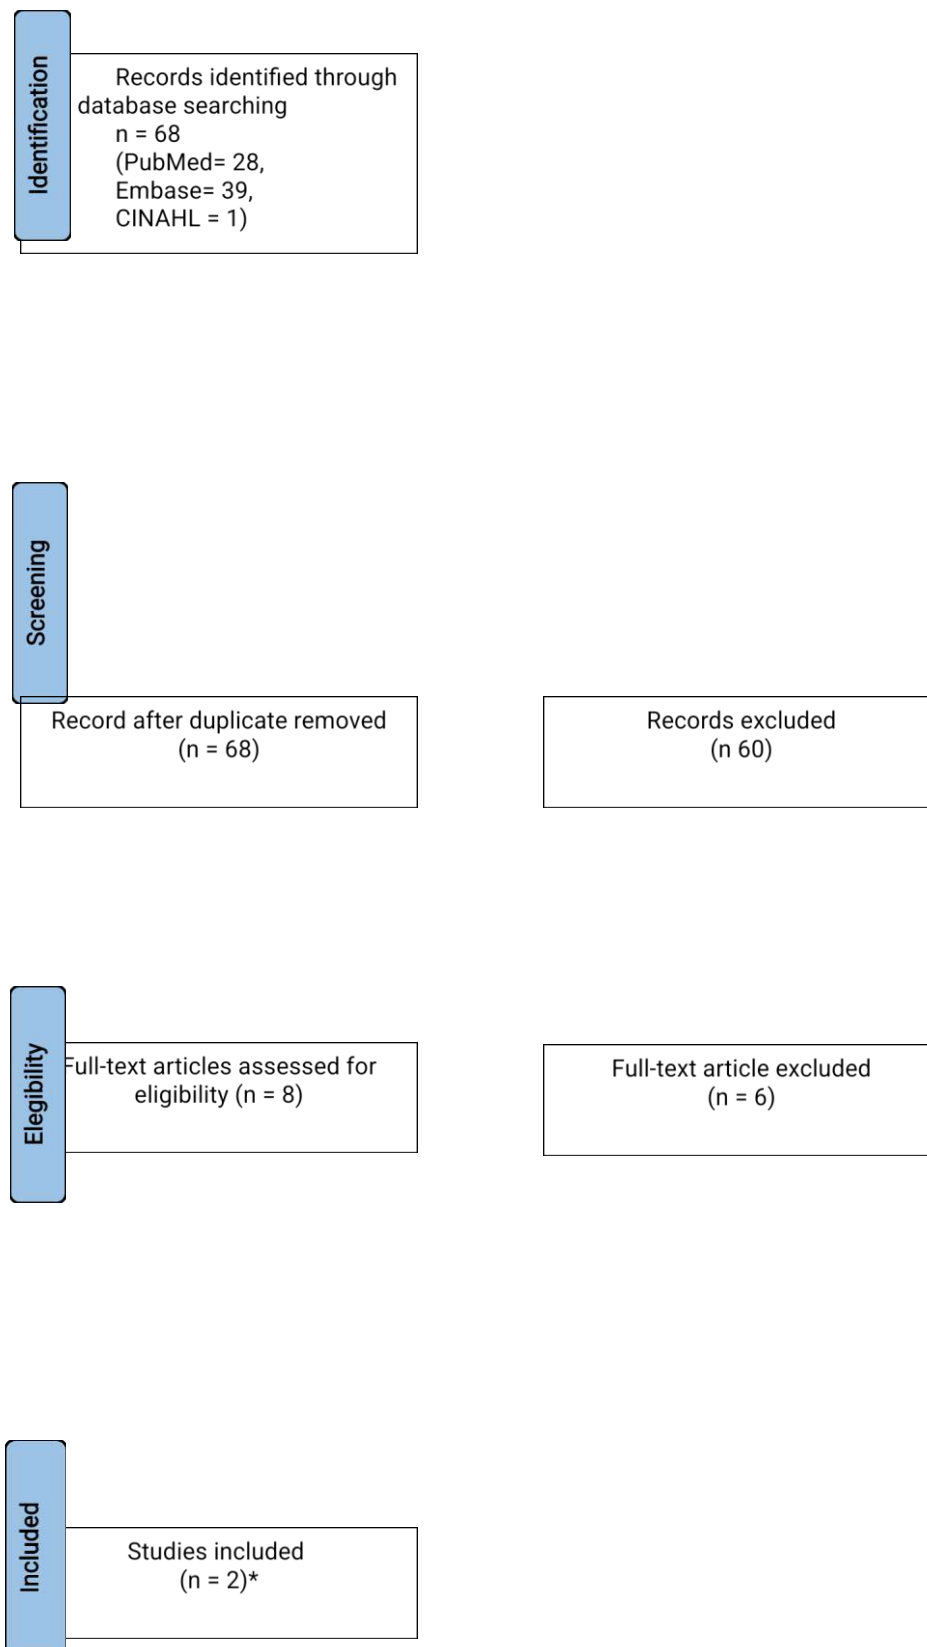 Identification
Records identified through
database searching
n = 68
(PubMed= 28,
Embase= 39,
CINAHL = 1)
Screening
Record after duplicate removed
(n = 68)
Records excluded
(n 60)
Elegibility
Full-text articles assessed for
eligibility (n = 8)
Full-text article excluded
(n = 6)
Included
Studies included
(n = 2)*